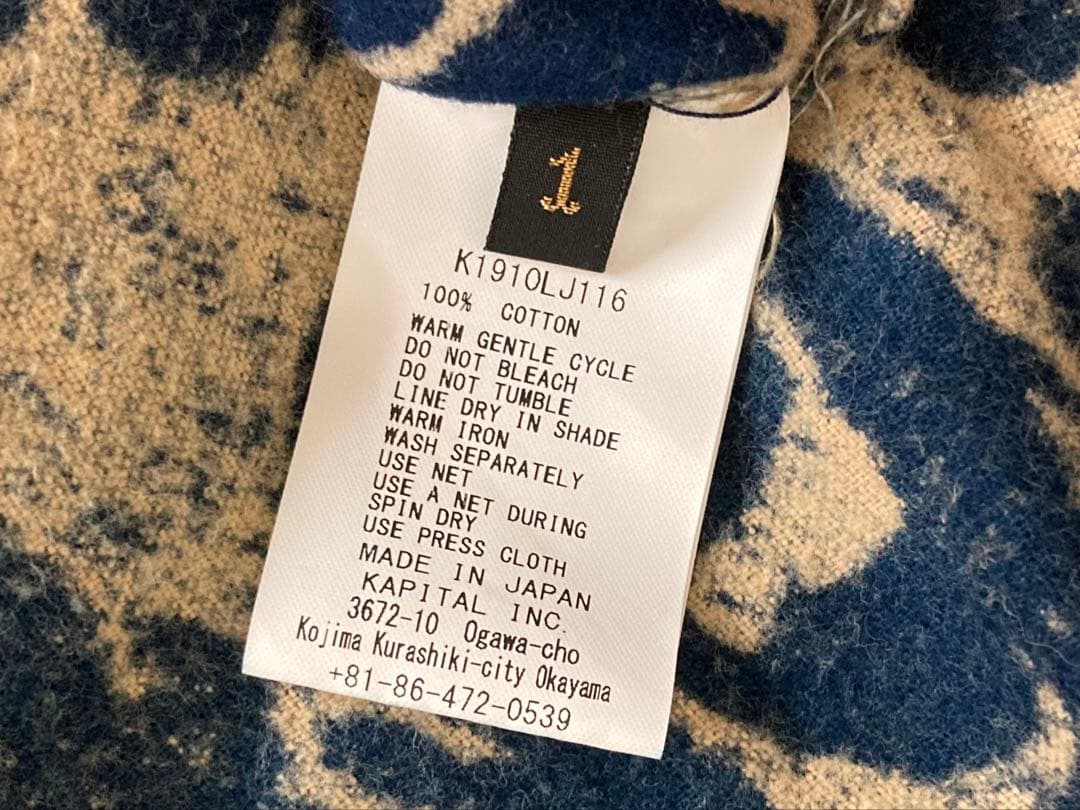 1
K1910LJ116
100% COTTON
WARM GENTLE CYCLE
DO NOT BLEACH
DO NOT TUMBLE
LINE DRY IN SHADE
WARM IRON
WASH SEPARATELY
USE NET
USE A NET DURING
SPIN DRY
USE PRESS CLOTH
MADE IN JAPAN
KAPITAL INC.
3672-10 Ogawa-cho
Kojima Kurashiki-city Okayama
+81-86-472-0539